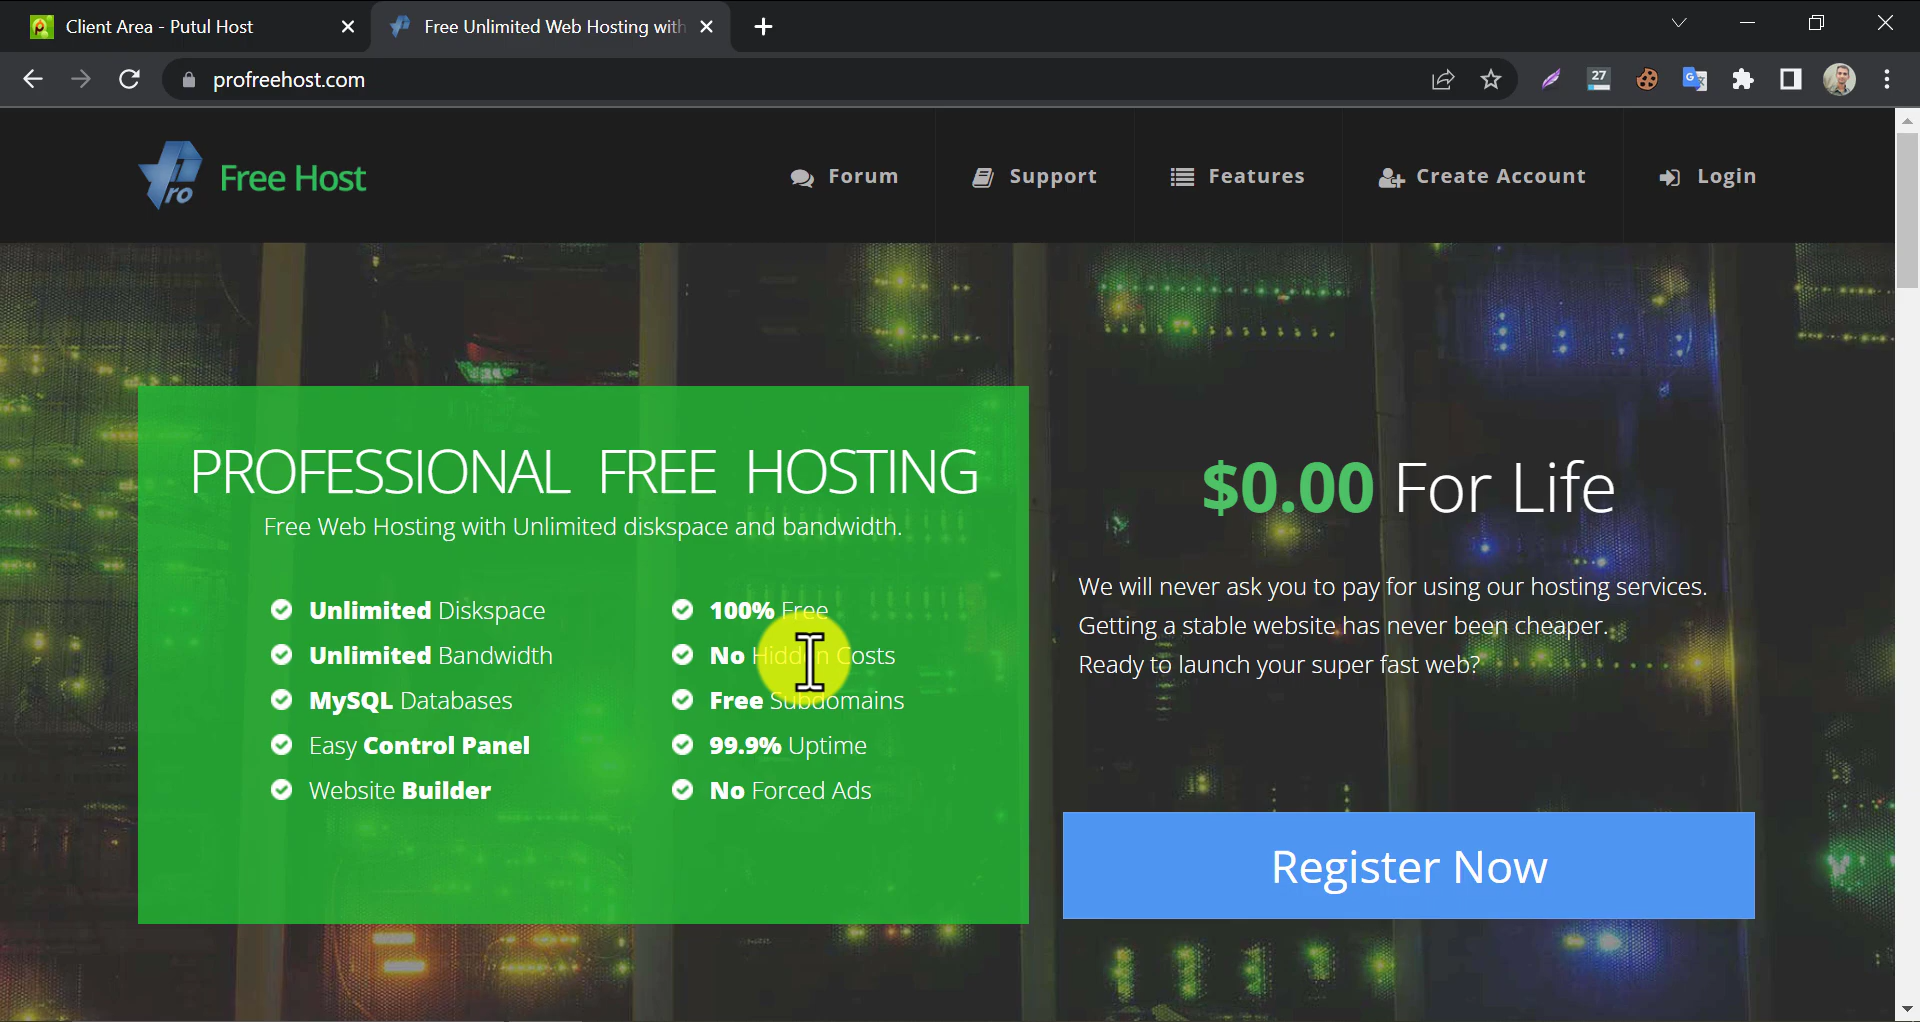 Client Area - Putul Host
Free Unlimited Web Hosting with
profreehost.com
27
ro
Free Host
Forum
Support
Features
Create Account
Login
PROFESSIONAL FREE HOSTING
Free Web Hosting with Unlimited diskspace and bandwidth.
Unlimited Diskspace
Unlimited Bandwidth
MySQL Databases
Easy Control Panel
Website Builder
100% Free
No Hidden Costs
Free Subdomains
99.9% Uptime
No Forced Ads
$0.00 For Life
We will never ask you to pay for using our hosting services.
Getting a stable website has never been cheaper.
Ready to launch your super fast web?
Register Now